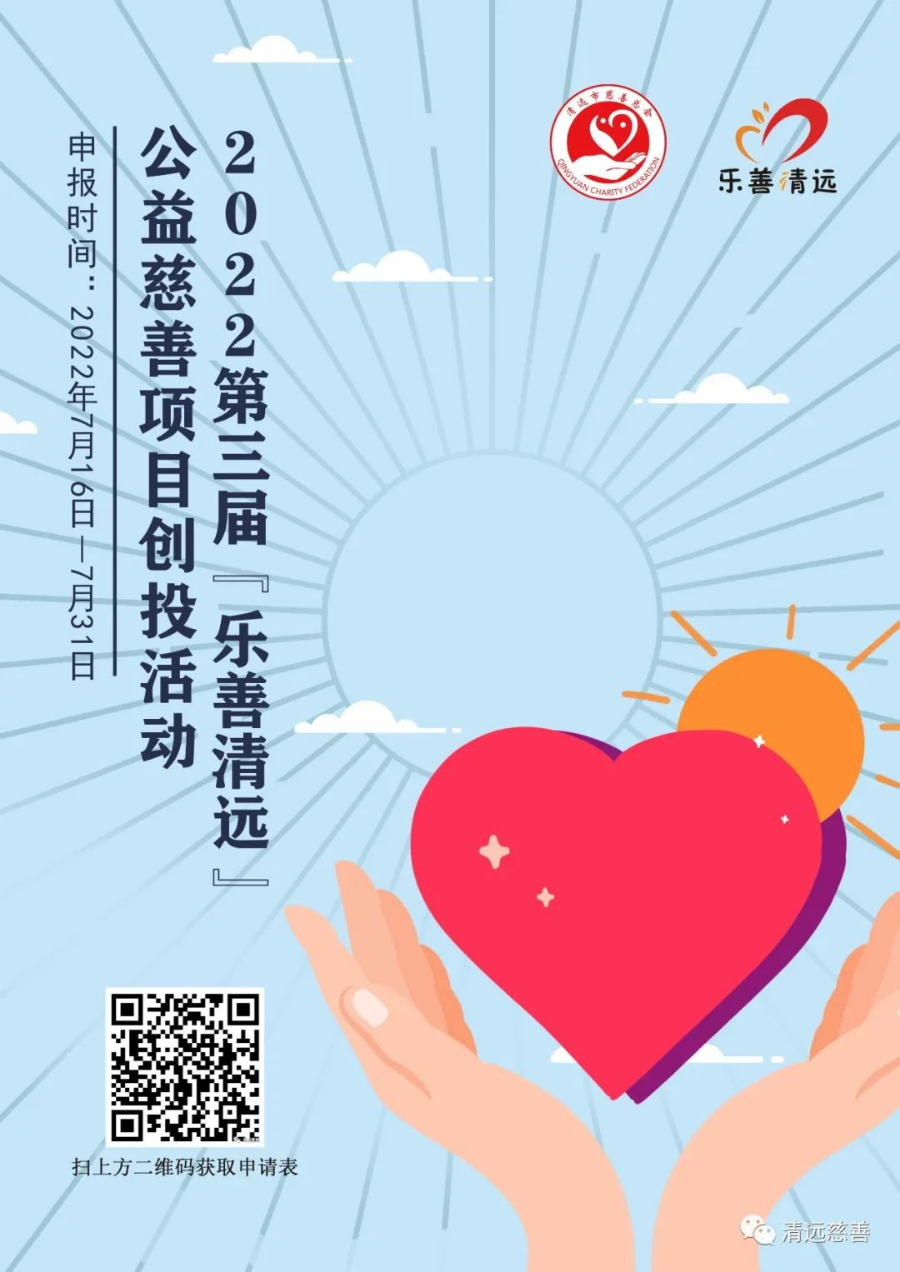 清远市慈善总会
QINGYUAN CHARITY FEDERATION
乐善清远
2022第三届『乐善清远』
公益慈善项目创投活动
申报时间：2022年7月16日—7月31日
扫上方二维码获取申请表
清远慈善